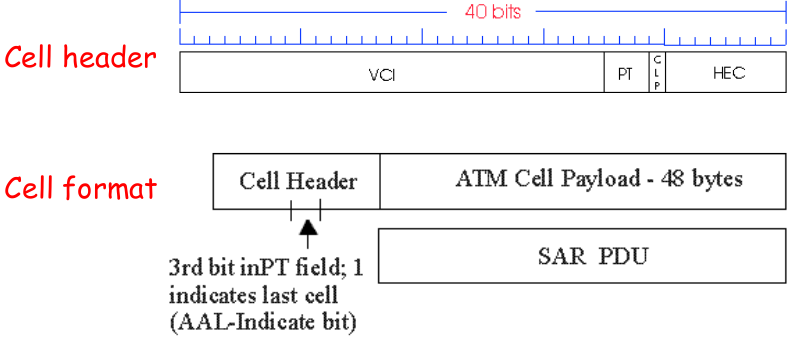 40 bits
Cell header
VCI PT CLP HEC
Cell format
Cell Header ATM Cell Payload - 48 bytes
3rd bit inPT field; 1
indicates last cell
(AAL-Indicate bit)
SAR PDU